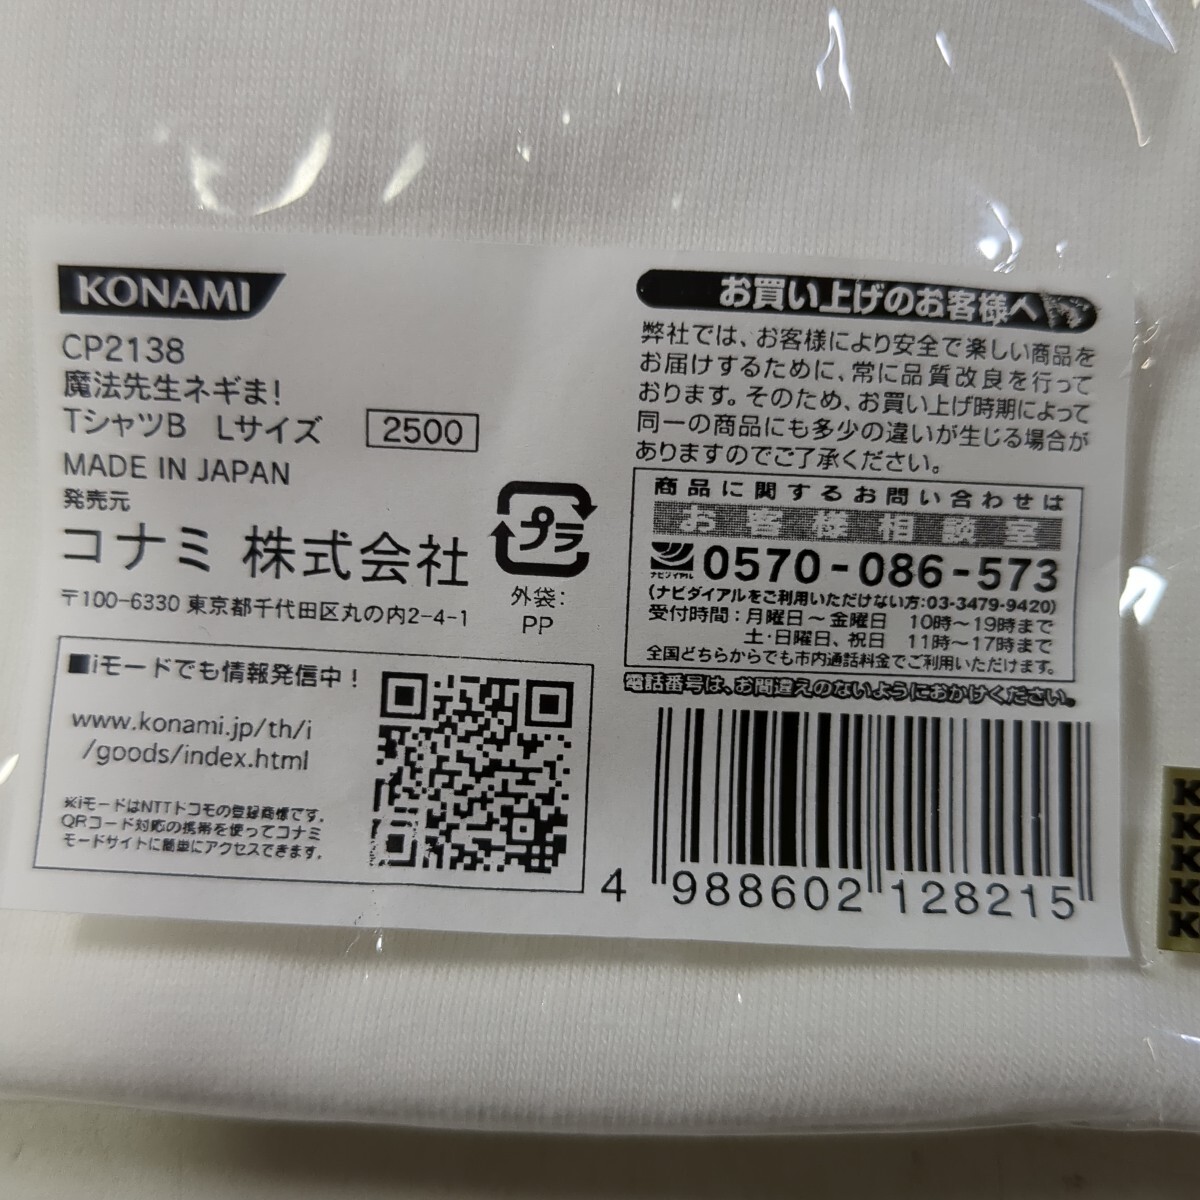 KONAMI
CP2138
魔法先生ネギま!
TシャツB Lサイズ 2500
MADE IN JAPAN
発売元
コナミ 株式会社
〒100-6330 東京都千代田区丸の内2-4-1
プラ
外袋:
PP
■iモードでも情報発信中!
www.konami.jp/th/i
/goods/index.html
※iモードはNTTドコモの登録商標です。
QRコード対応の携帯を使ってコナミ
モードサイトに簡単にアクセスできます。
お買い上げのお客様へ
弊社では、お客様により安全で楽しい商品を
お届けするために、常に品質改良を行って
おります。そのため、お買い上げ時期によって
同一の商品にも多少の違いが生じる場合が
ありますのでご了承ください。
商品に関するお問い合わせは
お客様相談室
ナビダイヤル 0570-086-573
(ナビダイアルをご利用いただけない方:03-3479-9420)
受付時間:月曜日～金曜日 10時～19時まで
土・日曜日、祝日 11時～17時まで
全国どちらからでも市内通話料金でご利用いただけます。
電話番号は、お間違えのないようにおかけください。
4 988602 128215
K
K
K
K
K